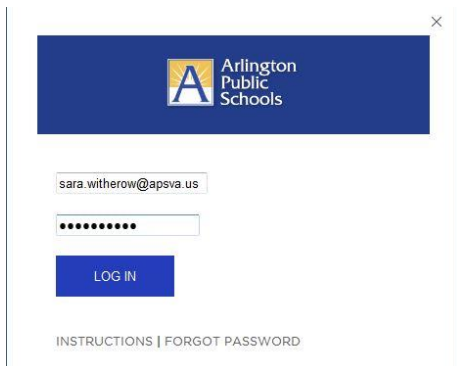 ×
A
Arlington
Public
Schools
sara.witherow@apsva.us
●●●●●●●●●●
LOG IN
INSTRUCTIONS | FORGOT PASSWORD